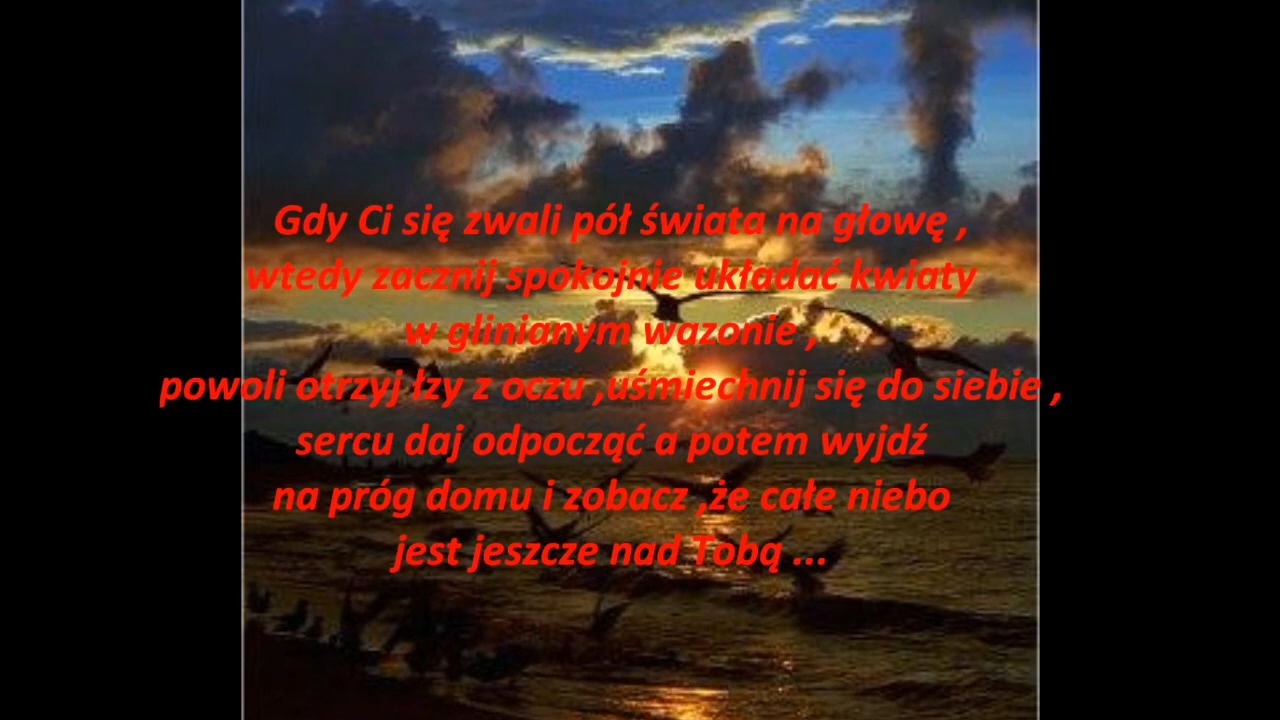 Gdy Ci się zwali pół świata na głowę ,
wtedy zacznij spokojnie układać kwiaty
w glinianym wazonie ,
powoli otrzyj łzy z oczu ,uśmiechnij się do siebie ,
sercu daj odpocząć a potem wyjdź
na próg domu i zobacz ,że całe niebo
jest jeszcze nad Tobą ...